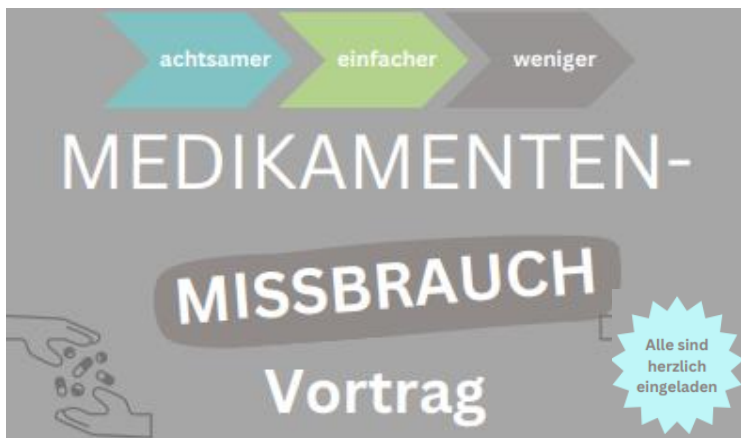 achtsamer einfacher weniger
MEDIKAMENTEN-
MISSBRAUCH
Vortrag
Alle sind
herzlich
eingeladen